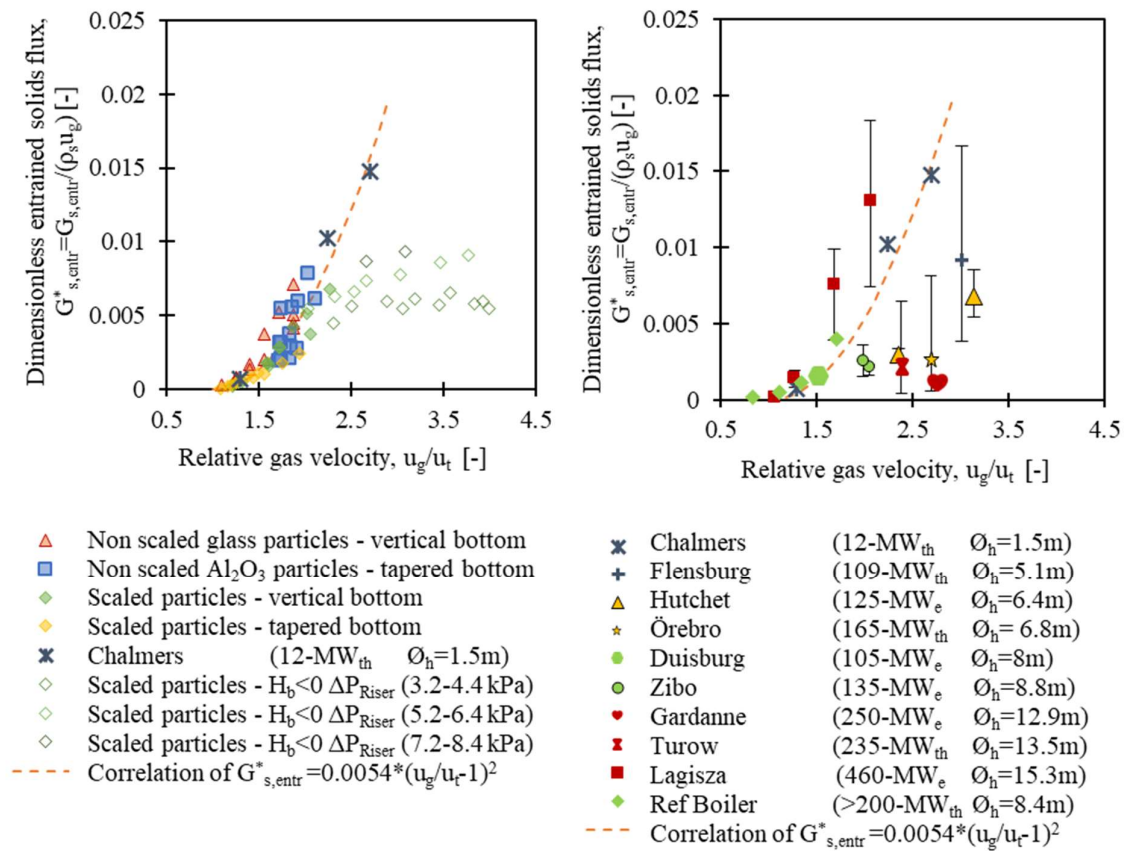 Dimensionless entrained solids flux,
G*s,entr=Gs,entr/(ρsug) [-]
0.025
0.02
0.015
0.01
0.005
0
0.5 1.5 2.5 3.5 4.5
Relative gas velocity, ug/ut [-]
Non scaled glass particles - vertical bottom
Non scaled Al2O3 particles - tapered bottom
Scaled particles - vertical bottom
Scaled particles - tapered bottom
Chalmers (12-MWth Øh=1.5m)
Scaled particles - Hb<0 ΔPRiser (3.2-4.4 kPa)
Scaled particles - Hb<0 ΔPRiser (5.2-6.4 kPa)
Scaled particles - Hb<0 ΔPRiser (7.2-8.4 kPa)
Correlation of G*s,entr =0.0054*(ug/ut-1)2
Dimensionless entrained solids flux,
G*s,entr=Gs,entr/(ρsug) [-]
0.025
0.02
0.015
0.01
0.005
0
0.5 1.5 2.5 3.5 4.5
Relative gas velocity, ug/ut [-]
Chalmers (12-MWth Øh=1.5m)
Flensburg (109-MWth Øh=5.1m)
Hutchet (125-MWe Øh=6.4m)
Örebro (165-MWth Øh= 6.8m)
Duisburg (105-MWe Øh=8m)
Zibo (135-MWe Øh=8.8m)
Gardanne (250-MWe Øh=12.9m)
Turow (235-MWth Øh=13.5m)
Lagisza (460-MWe Øh=15.3m)
Ref Boiler (>200-MWth Øh=8.4m)
Correlation of G*s,entr =0.0054*(ug/ut-1)2